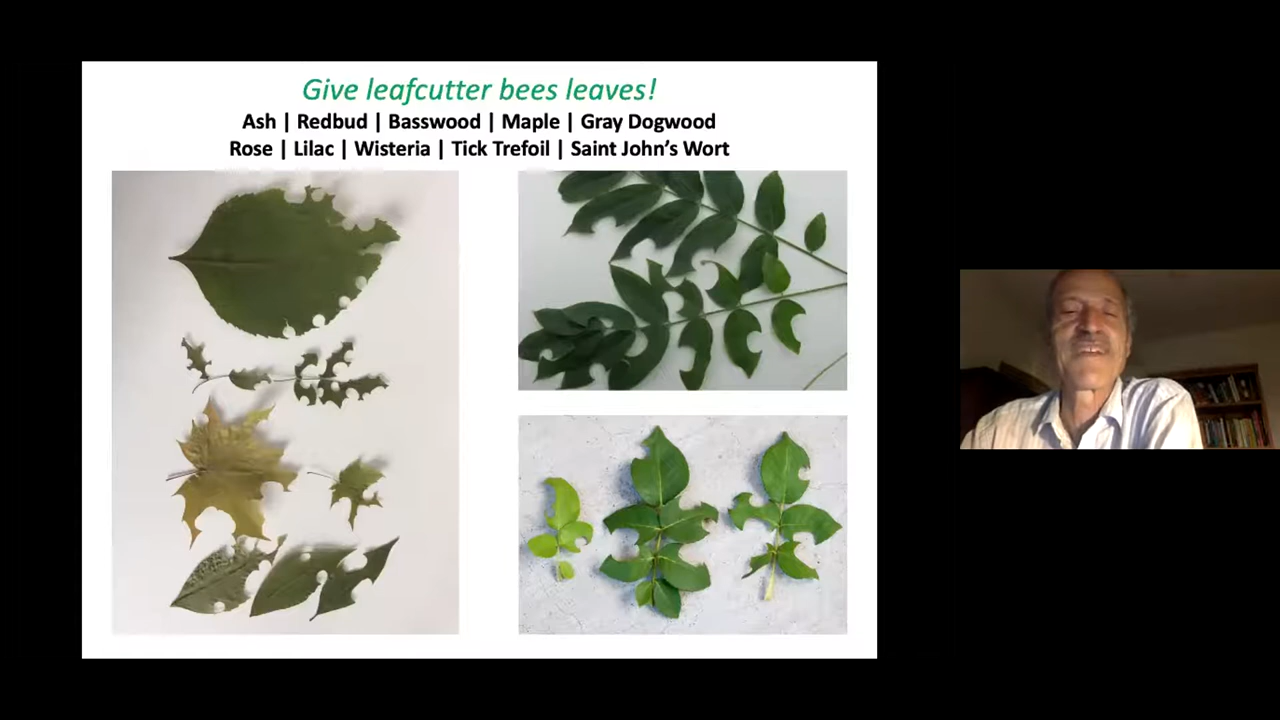 Give leafcutter bees leaves!
Ash | Redbud | Basswood | Maple | Gray Dogwood
Rose | Lilac | Wisteria | Tick Trefoil | Saint John’s Wort